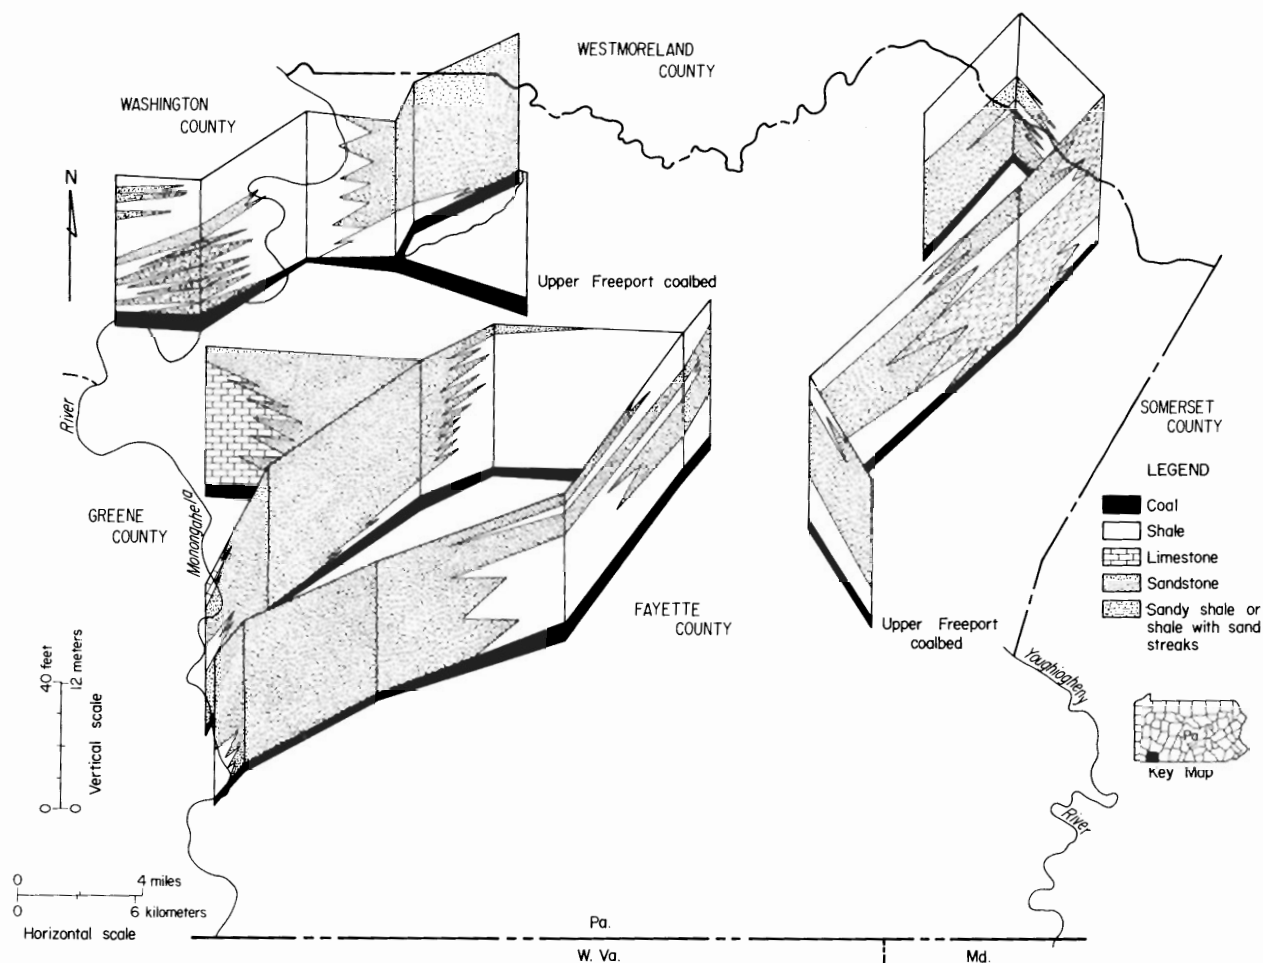 WESTMORELAND
COUNTY
WASHINGTON
COUNTY
N
Upper Freeport coalbed
River
SOMERSET
COUNTY
LEGEND
Coal
Shale
Limestone
Sandstone
Sandy shale or
shale with sand
streaks
GREENE
COUNTY
Monongahela
FAYETTE
COUNTY
Upper Freeport
coalbed
Youghiogheny
River
40 feet
12 meters
Vertical scale
0
0
Pa.
Key Map
0 4 miles
0 6 kilometers
Horizontal scale
Pa.
W. Va.
Md.